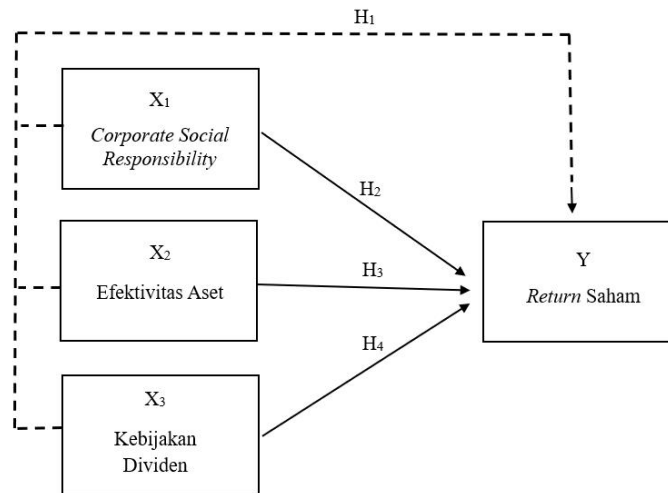 H₁
X₁
Corporate Social
Responsibility
H₂
X₂
Efektivitas Aset
H₃
Y
Return Saham
H₄
X₃
Kebijakan
Dividen